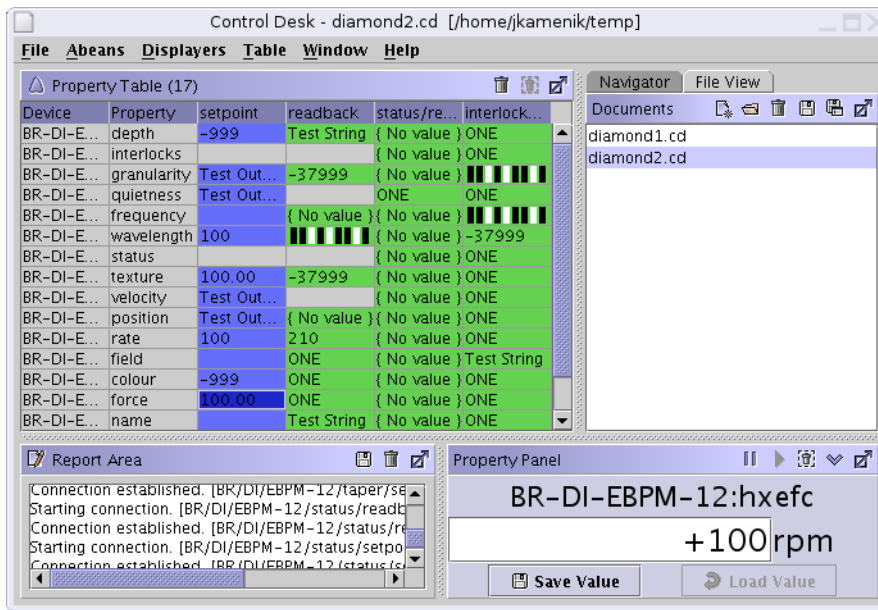 Control Desk - diamond2.cd [/home/jkamenik/temp]
File Abeans Displayers Table Window Help
Property Table (17)
Navigator File View
Documents
diamond1.cd
diamond2.cd
Device Property setpoint readback status/re... interlock...
BR-DI-E... depth -999 Test String { No value } ONE
BR-DI-E... interlocks { No value } ONE
BR-DI-E... granularity Test Out... -37999 { No value }
BR-DI-E... quietness Test Out... ONE ONE
BR-DI-E... frequency { No value } { No value }
BR-DI-E... wavelength 100 { No value } -37999
BR-DI-E... status { No value } ONE
BR-DI-E... texture 100.00 -37999 { No value } ONE
BR-DI-E... velocity Test Out... { No value } ONE
BR-DI-E... position Test Out... { No value } { No value } ONE
BR-DI-E... rate 100 210 { No value } ONE
BR-DI-E... field ONE { No value } Test String
BR-DI-E... colour -999 ONE { No value } ONE
BR-DI-E... force 100.00 ONE { No value } ONE
BR-DI-E... name Test String { No value } ONE
Report Area
Connection established. [BR/DI/EBPM-12/taper/se
Starting connection. [BR/DI/EBPM-12/status/readb
Connection established. [BR/DI/EBPM-12/status/re
Starting connection. [BR/DI/EBPM-12/status/setpo
Connection established. [BR/DI/EBPM-12/status/(s
Property Panel
BR-DI-EBPM-12:hxefc
+100 rpm
Save Value Load Value